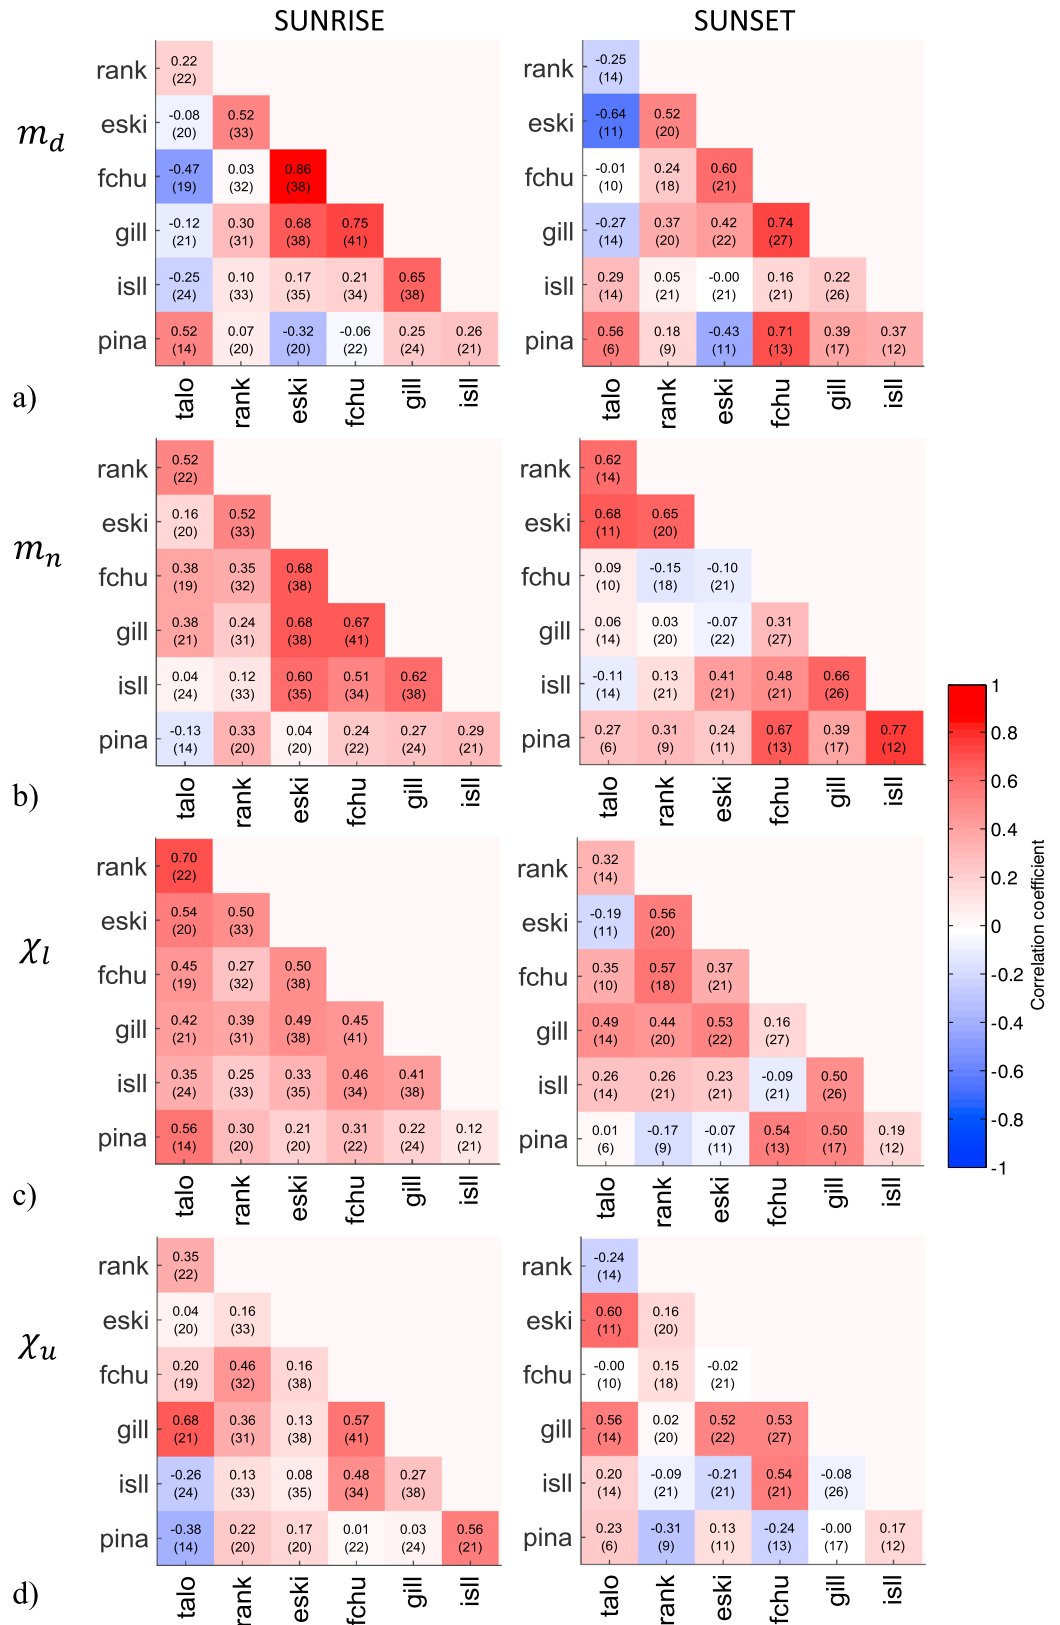 SUNRISE SUNSET
m_d
rank 0.22 -0.25
(22) (14)
eski -0.08 0.52 -0.64 0.52
(20) (33) (11) (20)
fchu -0.47 0.03 0.86 -0.01 0.24 0.60
(19) (32) (38) (10) (18) (21)
gill -0.12 0.30 0.68 0.75 -0.27 0.37 0.42 0.74
(21) (31) (38) (41) (14) (20) (22) (27)
isll -0.25 0.10 0.17 0.21 0.65 0.29 0.05 -0.00 0.16 0.22
(24) (33) (35) (34) (38) (14) (21) (21) (21) (26)
pina 0.52 0.07 -0.32 -0.06 0.25 0.26 0.56 0.18 -0.43 0.71 0.39 0.37
(14) (20) (20) (22) (24) (21) (6) (9) (11) (13) (17) (12)
a) talo rank eski fchu gill isll talo rank eski fchu gill isll
m_n
rank 0.52 rank 0.62
(22) (14)
eski 0.16 0.52 eski 0.68 0.65
(20) (33) (11) (20)
fchu 0.38 0.35 0.68 fchu 0.09 -0.15 -0.10
(19) (32) (38) (10) (18) (21)
gill 0.38 0.24 0.68 0.67 gill 0.06 0.03 -0.07 0.31
(21) (31) (38) (41) (14) (20) (22) (27)
isll 0.04 0.12 0.60 0.51 0.62 isll -0.11 0.13 0.41 0.48 0.66
(24) (33) (35) (34) (38) (14) (21) (21) (21) (26)
pina -0.13 0.33 0.04 0.24 0.27 0.29 pina 0.27 0.31 0.24 0.67 0.39 0.77
(14) (20) (20) (22) (24) (21) (6) (9) (11) (13) (17) (12)
b) talo rank eski fchu gill isll talo rank eski fchu gill isll
χ_l
rank 0.70 rank 0.32
(22) (14)
eski 0.54 0.50 eski -0.19 0.56
(20) (33) (11) (20)
fchu 0.45 0.27 0.50 fchu 0.35 0.57 0.37
(19) (32) (38) (10) (18) (21)
gill 0.42 0.39 0.49 0.45 gill 0.49 0.44 0.53 0.16
(21) (31) (38) (41) (14) (20) (22) (27)
isll 0.35 0.25 0.33 0.46 0.41 isll 0.26 0.26 0.23 -0.09 0.50
(24) (33) (35) (34) (38) (14) (21) (21) (21) (26)
pina 0.56 0.30 0.21 0.31 0.22 0.12 pina 0.01 -0.17 -0.07 0.54 0.50 0.19
(14) (20) (20) (22) (24) (21) (6) (9) (11) (13) (17) (12)
c) talo rank eski fchu gill isll talo rank eski fchu gill isll
χ_u
rank 0.35 rank -0.24
(22) (14)
eski 0.04 0.16 eski 0.60 0.16
(20) (33) (11) (20)
fchu 0.20 0.46 0.16 fchu -0.00 0.15 -0.02
(19) (32) (38) (10) (18) (21)
gill 0.68 0.36 0.13 0.57 gill 0.56 0.02 0.52 0.53
(21) (31) (38) (41) (14) (20) (22) (27)
isll -0.26 0.13 0.08 0.48 0.27 isll 0.20 -0.09 -0.21 0.54 -0.08
(24) (33) (35) (34) (38) (14) (21) (21) (21) (26)
pina -0.38 0.22 0.17 0.01 0.03 0.56 pina 0.23 -0.31 0.13 -0.24 -0.00 0.17
(14) (20) (20) (22) (24) (21) (6) (9) (11) (13) (17) (12)
d) talo rank eski fchu gill isll talo rank eski fchu gill isll
1
0.8
0.6
0.4
0.2
0
-0.2
-0.4
-0.6
-0.8
-1
Correlation coefficient